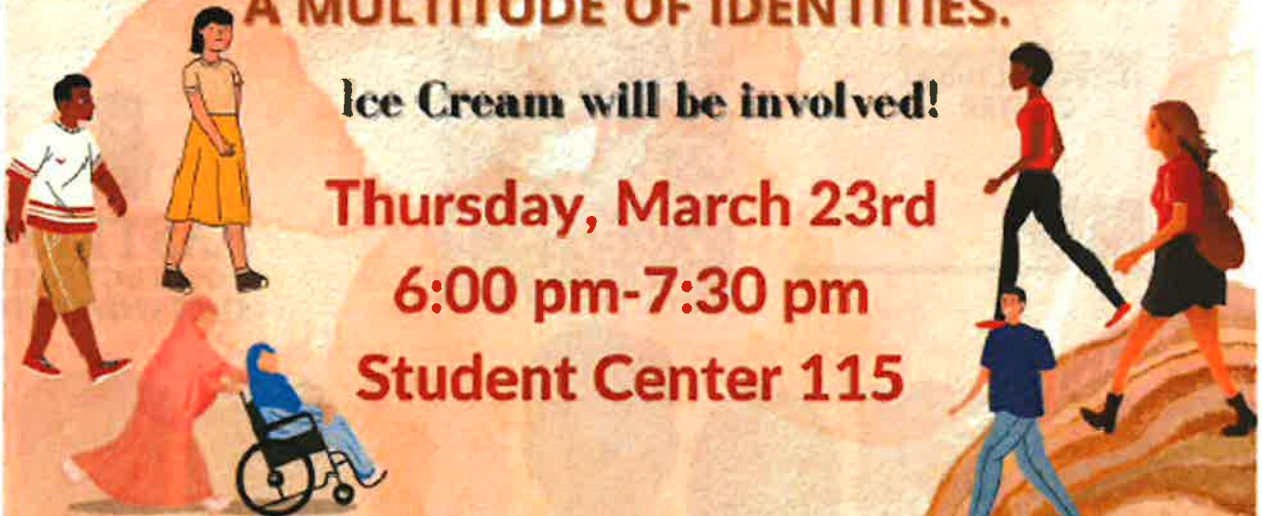 A MULTITUDE OF IDENTITIES.
Ice Cream will be involved!
Thursday, March 23rd
6:00 pm-7:30 pm
Student Center 115